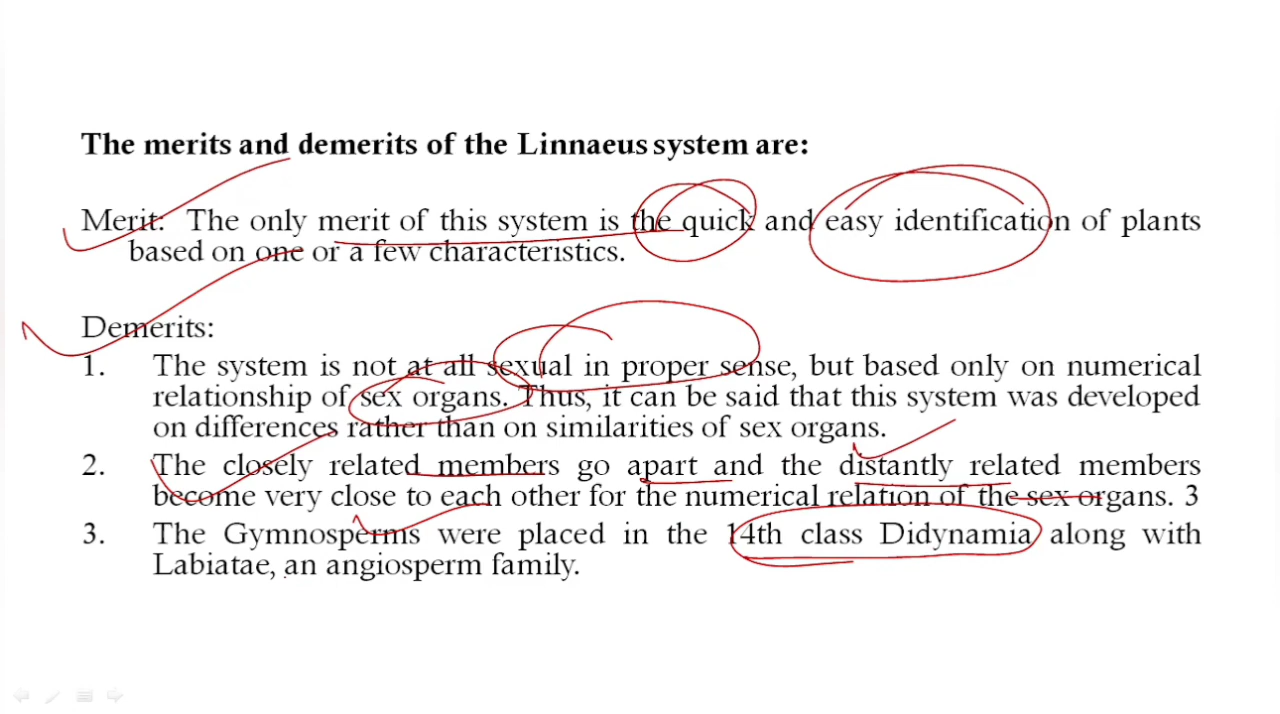 The merits and demerits of the Linnaeus system are:
Merit: The only merit of this system is the quick and easy identification of plants
based on one or a few characteristics.
Demerits:
1. The system is not at all sexual in proper sense, but based only on numerical
relationship of sex organs. Thus, it can be said that this system was developed
on differences rather than on similarities of sex organs.
2. The closely related members go apart and the distantly related members
become very close to each other for the numerical relation of the sex organs. 3
3. The Gymnosperms were placed in the 14th class Didynamia along with
Labiatae, an angiosperm family.